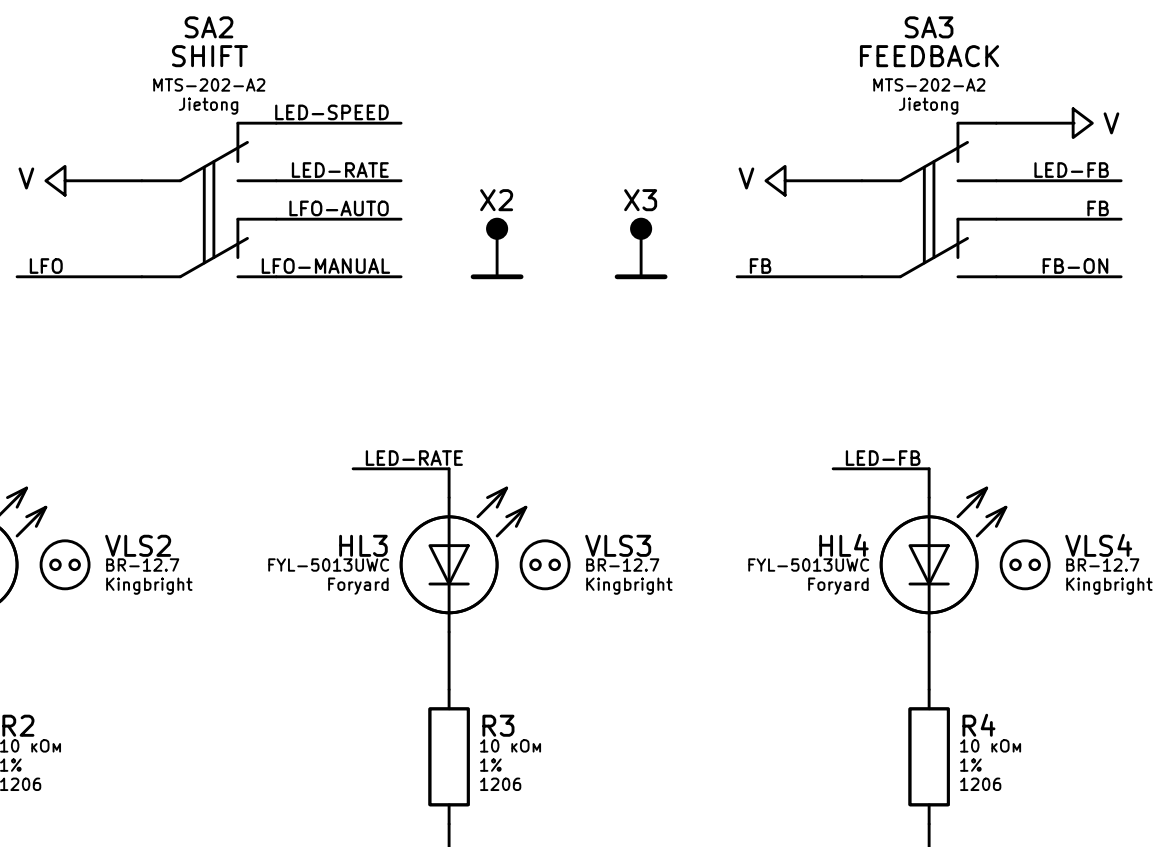 SA2
SHIFT
MTS-202-A2
Jietong
LED-SPEED
V
LED-RATE
LFO-AUTO
LFO
LFO-MANUAL
X2
X3
SA3
FEEDBACK
MTS-202-A2
Jietong
V
V
LED-FB
FB
FB
FB-ON
VLS2
BR-12.7
Kingbright
LED-RATE
HL3
FYL-5013UWC
Foryard
VLS3
BR-12.7
Kingbright
LED-FB
HL4
FYL-5013UWC
Foryard
VLS4
BR-12.7
Kingbright
R2
10 кОм
1%
1206
R3
10 кОм
1%
1206
R4
10 кОм
1%
1206